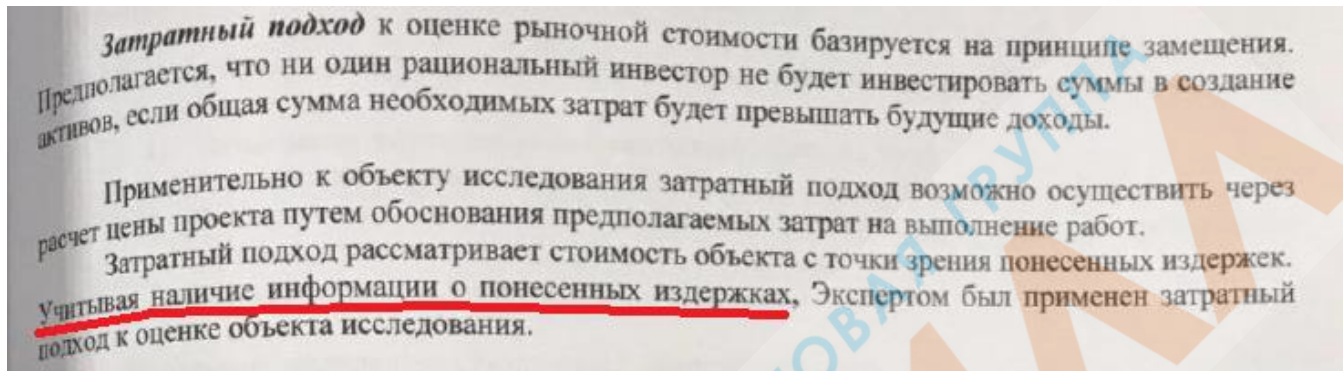 Затратный подход к оценке рыночной стоимости базируется на принципе замещения.
Предполагается, что ни один рациональный инвестор не будет инвестировать суммы в создание
активов, если общая сумма необходимых затрат будет превышать будущие доходы.
Применительно к объекту исследования затратный подход возможно осуществить через
расчет цены проекта путем обоснования предполагаемых затрат на выполнение работ.
Затратный подход рассматривает стоимость объекта с точки зрения понесенных издержек.
Учитывая наличие информации о понесенных издержках, Экспертом был применен затратный
подход к оценке объекта исследования.
ТОВАЯ ГРУППА